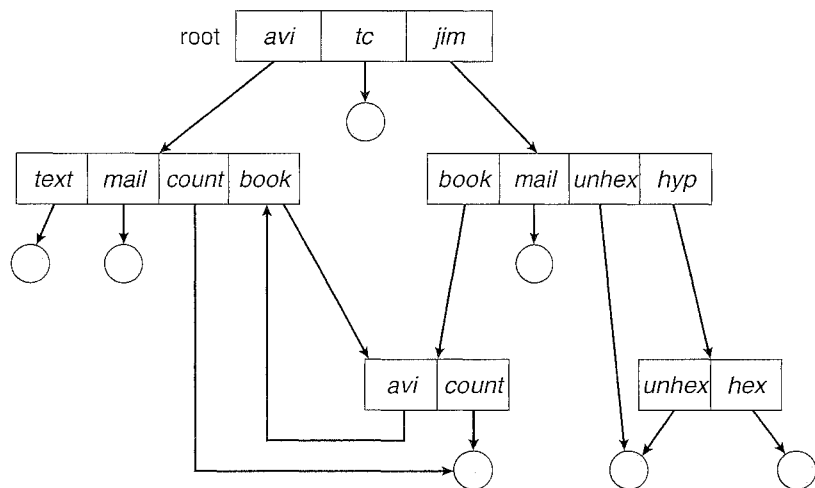 root avi tc jim
text mail count book
book mail unhex hyp
avi count
unhex hex